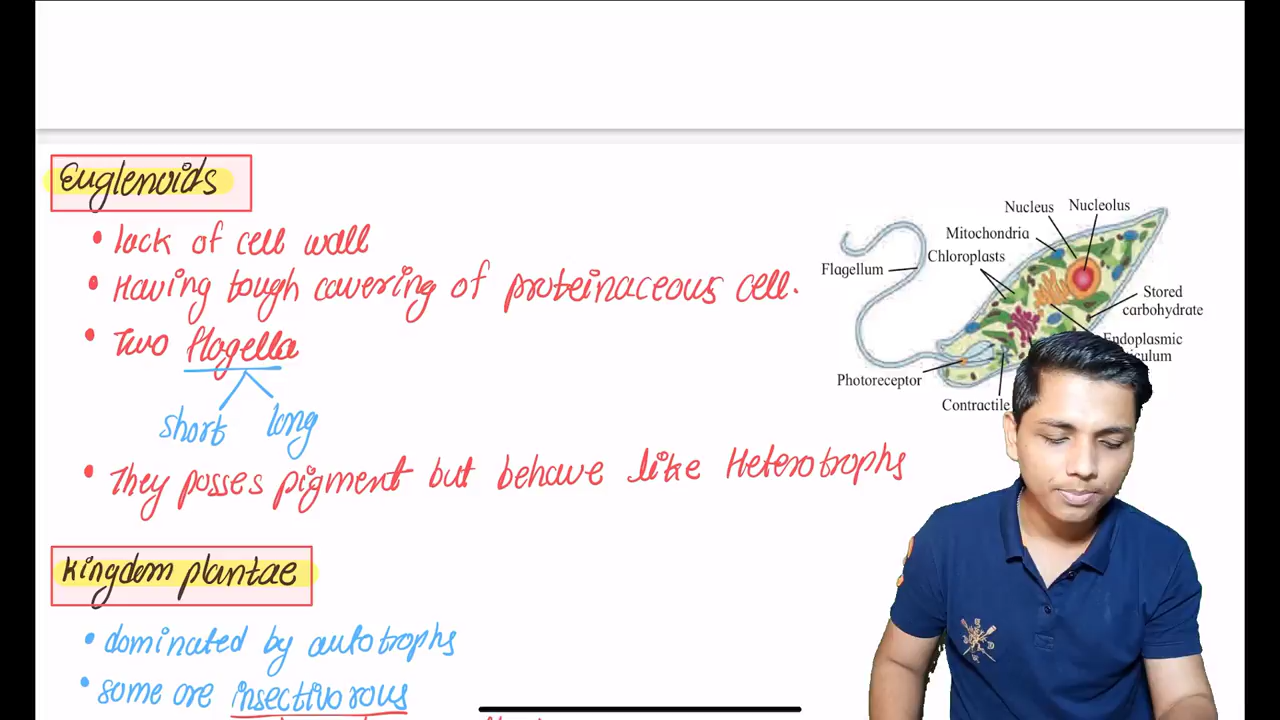 Euglenoids
• lack of cell wall
• Having tough cavering of proteinaceous cell.
• Two flagella
short long
• They posses pigment but behave like Heterotrophs
Nucleus Nucleolus
Mitochondria
Chloroplasts
Flagellum
Stored
carbohydrate
Endoplasmic
Photoreceptor
Contractile
kingdom plantae
• dominated by autotrophs
• some are insectivorous